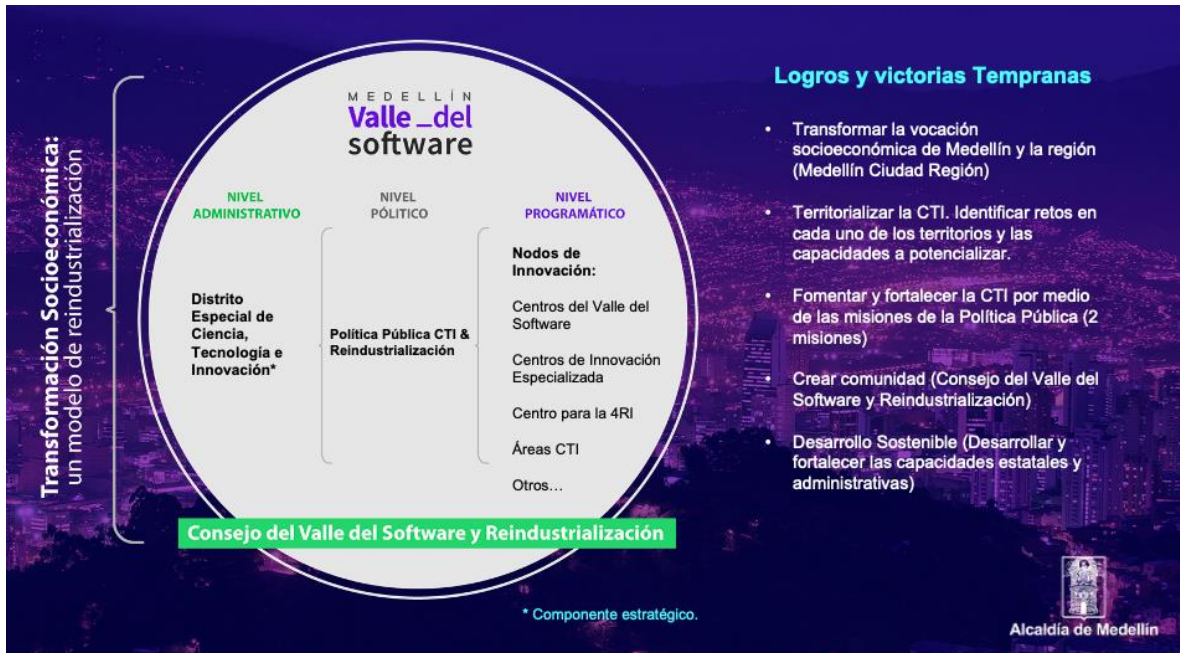 Transformación Socioeconómica:
un modelo de reindustrialización
MEDELLÍN
Valle_del
software
NIVEL
ADMINISTRATIVO
Distrito
Especial de
Ciencia,
Tecnología e
Innovación*
NIVEL
PÓLITICO
Política Pública CTI &
Reindustrialización
NIVEL
PROGRAMÁTICO
Nodos de
Innovación:
Centros del Valle del
Software
Centros de Innovación
Especializada
Centro para la 4RI
Áreas CTI
Otros…
Consejo del Valle del Software y Reindustrialización
* Componente estratégico.
Logros y victorias Tempranas
• Transformar la vocación
socioeconómica de Medellín y la región
(Medellín Ciudad Región)
• Territorializar la CTI. Identificar retos en
cada uno de los territorios y las
capacidades a potencializar.
• Fomentar y fortalecer la CTI por medio
de las misiones de la Política Pública (2
misiones)
• Crear comunidad (Consejo del Valle del
Software y Reindustrialización)
• Desarrollo Sostenible (Desarrollar y
fortalecer las capacidades estatales y
administrativas)
Alcaldía de Medellín